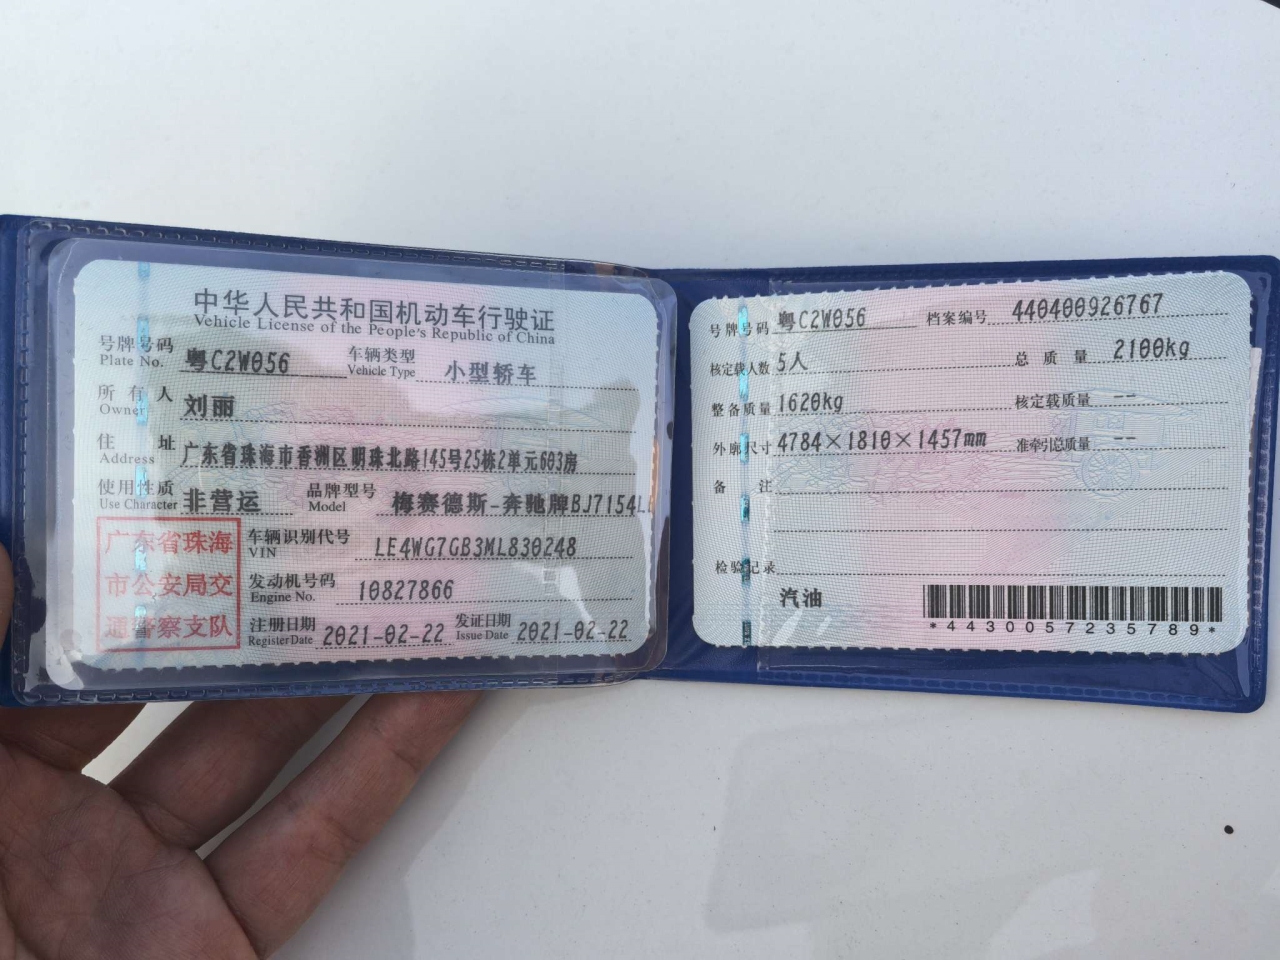 中华人民共和国机动车行驶证
Vehicle License of the People's Republic of China
号牌号码 粤C2W056 车辆类型 小型轿车
Plate No. Vehicle Type
所有人 刘丽
Owner
住址 广东省珠海市香洲区明珠北路145号25栋2单元603房
Address
使用性质 非营运 品牌型号 梅赛德斯-奔驰牌BJ7154L
Use Character Model
广东省珠海
市公安局交
通警察支队
车辆识别代号 LE4WG7GB3ML830248
VIN
发动机号码 10827866
Engine No.
注册日期 2021-02-22 发证日期 2021-02-22
Register Date Issue Date
号牌号码 粤C2W056 档案编号 440400926767
核定载人数 5人 总质量 2100kg
整备质量 1620kg 核定载质量 --
外廓尺寸 4784×1810×1457mm 准牵引总质量 --
备注
检验记录
汽油
*4430057235789*